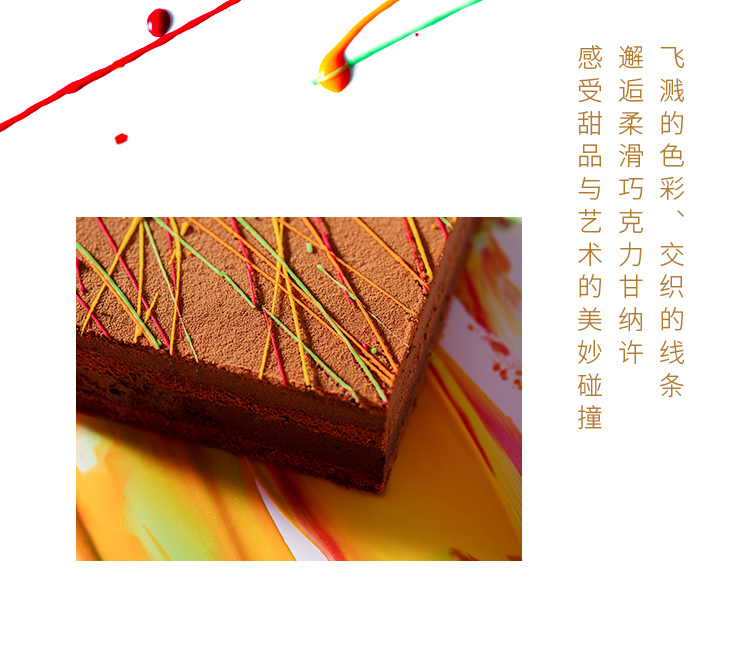 飞溅的色彩、交织的线条
邂逅柔滑巧克力甘纳许
感受甜品与艺术的美妙碰撞